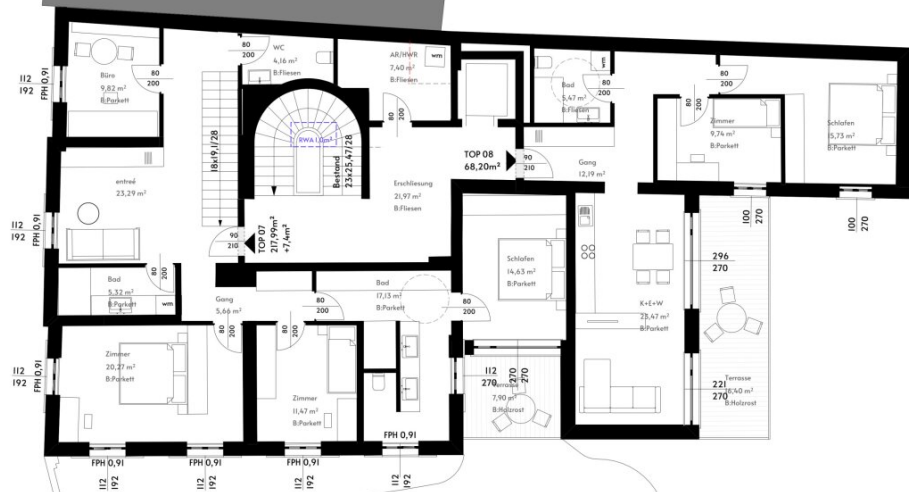 112
192
FPH 0,91
Büro
9,82 m²
B:Parkett
80
200
WC
4,16 m²
B:Fliesen
80
200
AR/HWR
7,40 m²
B:Fliesen
wm
80
200
Bad
5,47 m²
B:Fliesen
wm
80
200
80
200
80
200
Zimmer
9,74 m²
B:Parkett
Schlafen
15,73 m²
B:Parkett
18x19,11/28
RWA 1,0m²
Bestand
23x25,47/28
TOP 08
68,20m²
90
210
Gang
12,19 m²
B:Parkett
entreé
23,29 m²
B:Parkett
Erschliesung
21,97 m²
B:Fliesen
112
192
FPH 0,91
90
210
TOP 07
217,99m²
+7,4m²
100
270
100
270
Schlafen
14,63 m²
B:Parkett
296
270
Bad
5,32 m²
B:Parkett
80
200
wm
Gang
5,66 m²
B:Parkett
80
200
80
200
80
200
Bad
17,13 m²
B:Parkett
80
200
K+E+W
23,47 m²
B:Parkett
112
192
FPH 0,91
Zimmer
20,27 m²
B:Parkett
Zimmer
11,47 m²
B:Parkett
112
270
270
270
Terrasse
7,90 m²
B:Holzrost
221
270
Terrasse
18,40 m²
B:Holzrost
FPH 0,91
FPH 0,91
FPH 0,91
FPH 0,91
112
192
112
192
112
192
112
192